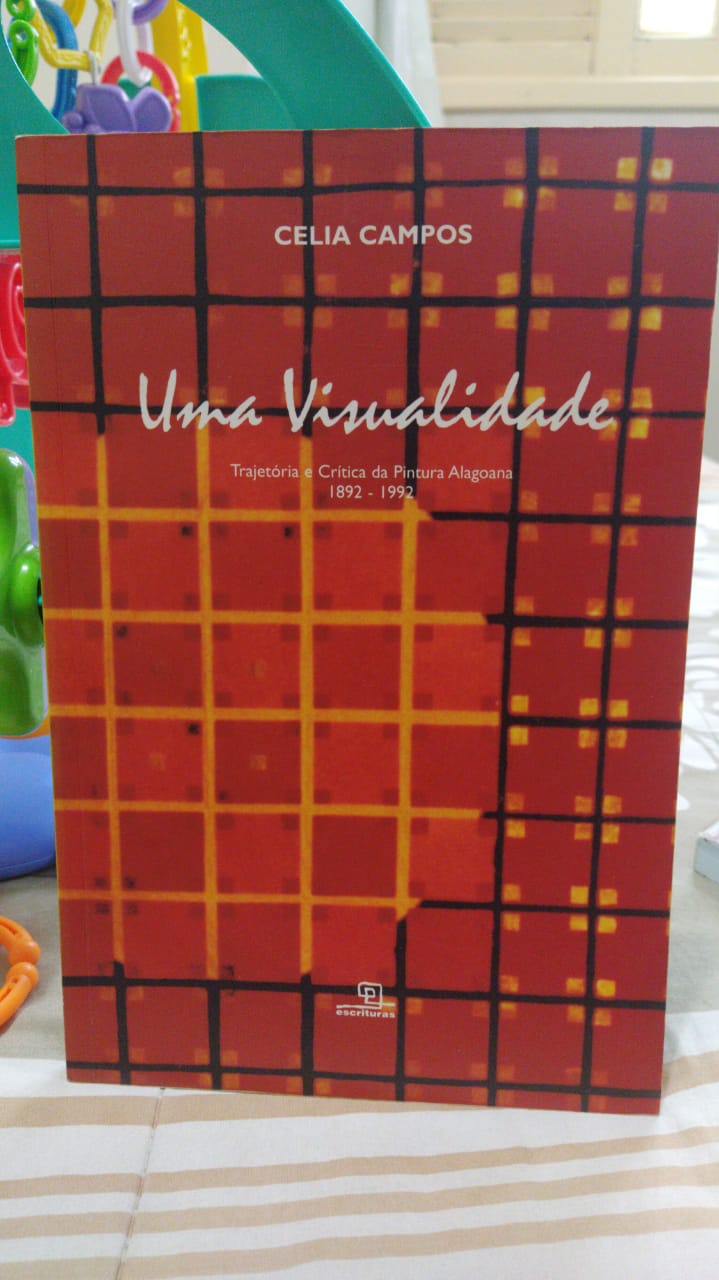 CELIA CAMPOS
Uma Visualidade
Trajetória e Crítica da Pintura Alagoana
1892 - 1992
escrituras